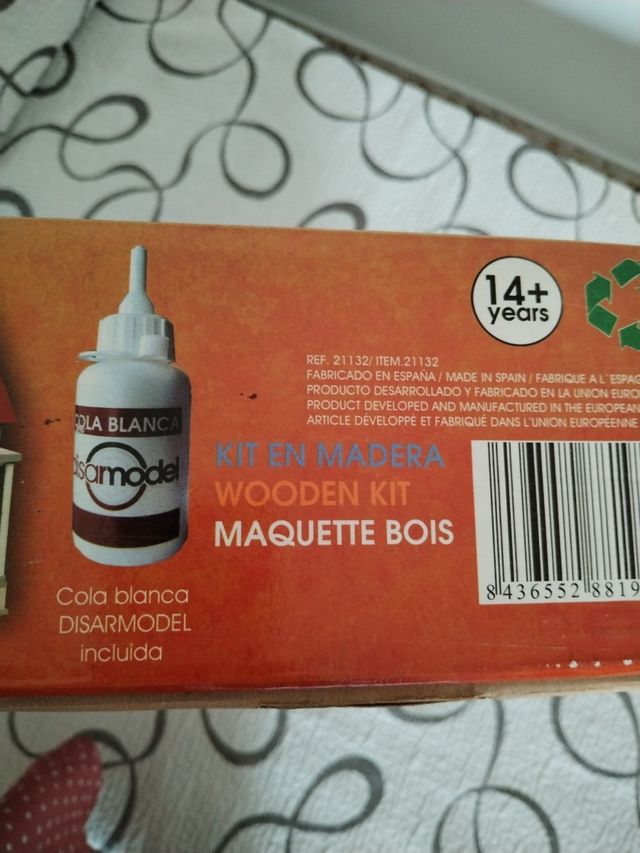 14+
years
REF. 21132/ ITEM.21132
FABRICADO EN ESPAÑA / MADE IN SPAIN / FABRIQUE A L´ESPAG
PRODUCTO DESARROLLADO Y FABRICADO EN LA UNION EURO
PRODUCT DEVELOPED AND MANUFACTURED IN THE EUROPEAN
ARTICLE DÉVELOPPÉ ET FABRIQUÉ DANS L'UNION EUROPÉENNE
COLA BLANCA
disarmodel
KIT EN MADERA
WOODEN KIT
MAQUETTE BOIS
8 436552 8819
Cola blanca
DISARMODEL
incluida